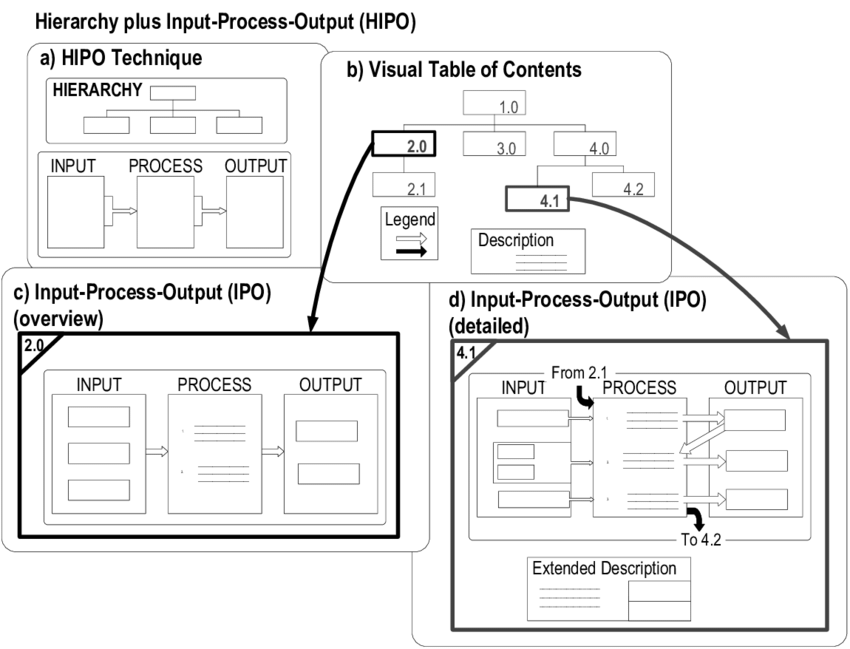 Hierarchy plus Input-Process-Output (HIPO)
a) HIPO Technique
HIERARCHY
INPUT PROCESS OUTPUT
b) Visual Table of Contents
1.0
2.0 3.0 4.0
2.1 4.1 4.2
Legend
Description
c) Input-Process-Output (IPO)
(overview)
2.0
INPUT PROCESS OUTPUT
d) Input-Process-Output (IPO)
(detailed)
4.1
From 2.1
INPUT PROCESS OUTPUT
To 4.2
Extended Description